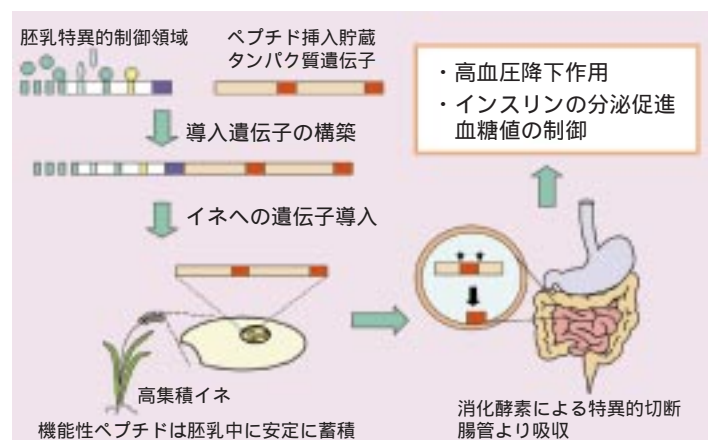 胚乳特異的制御領域
ペプチド挿入貯蔵
タンパク質遺伝子
導入遺伝子の構築
イネへの遺伝子導入
高集積イネ
機能性ペプチドは胚乳中に安定に蓄積
・高血圧降下作用
・インスリンの分泌促進
血糖値の制御
消化酵素による特異的切断
腸管より吸収